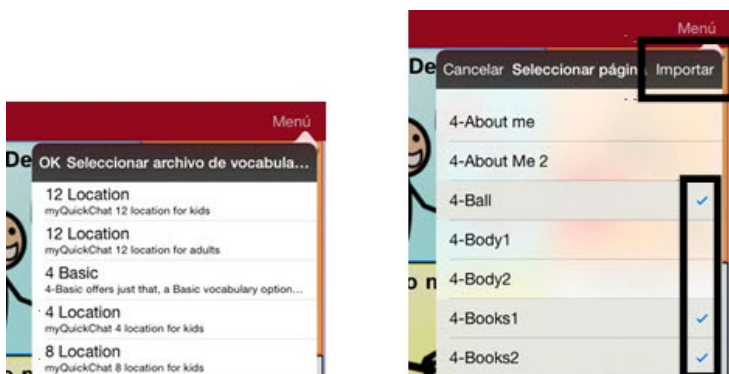 Menú
De
OK Seleccionar archivo de vocabula...
12 Location
myQuickChat 12 location for kids
12 Location
myQuickChat 12 location for adults
4 Basic
4-Basic offers just that, a Basic vocabulary option...
4 Location
myQuickChat 4 location for kids
8 Location
myQuickChat 8 location for kids
Menú
De
Cancelar Seleccionar página Importar
4-About me
4-About Me 2
4-Ball
4-Body1
4-Body2
4-Books1
4-Books2